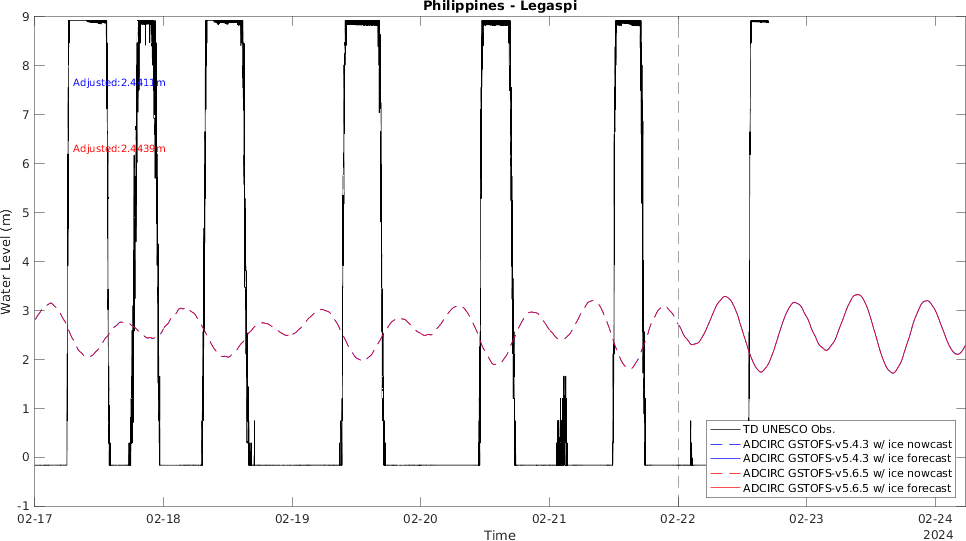 Philippines - Legaspi
Adjusted:2.4411m
Adjusted:2.4439m
Water Level (m)
9
8
7
6
5
4
3
2
1
0
-1
TD UNESCO Obs.
ADCIRC GSTOFS-v5.4.3 w/ ice nowcast
ADCIRC GSTOFS-v5.4.3 w/ ice forecast
ADCIRC GSTOFS-v5.6.5 w/ ice nowcast
ADCIRC GSTOFS-v5.6.5 w/ ice forecast
02-17 02-18 02-19 02-20 02-21 02-22 02-23 02-24
Time
2024